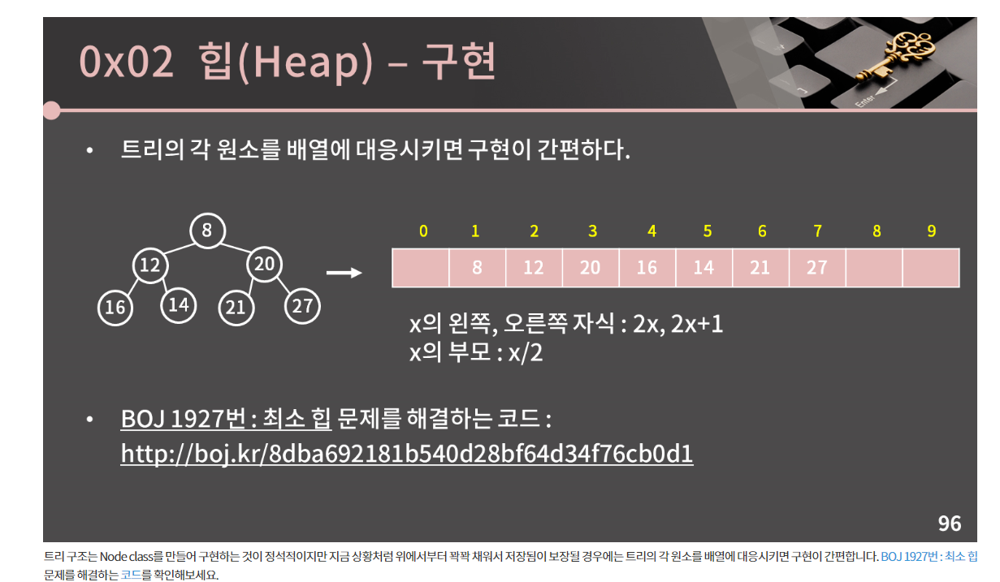 0x02 힙(Heap) – 구현
Enter
• 트리의 각 원소를 배열에 대응시키면 구현이 간편하다.
8
12 20
16 14 21 27
0 1 2 3 4 5 6 7 8 9
8 12 20 16 14 21 27
x의 왼쪽, 오른쪽 자식 : 2x, 2x+1
x의 부모 : x/2
• BOJ 1927번 : 최소 힙 문제를 해결하는 코드 :
http://boj.kr/8dba692181b540d28bf64d34f76cb0d1
96
트리 구조는 Node class를 만들어 구현하는 것이 정석적이지만 지금 상황처럼 위에서부터 꽉꽉 채워서 저장됨이 보장될 경우에는 트리의 각 원소를 배열에 대응시키면 구현이 간편합니다. BOJ 1927번 : 최소 힙
문제를 해결하는 코드를 확인해보세요.